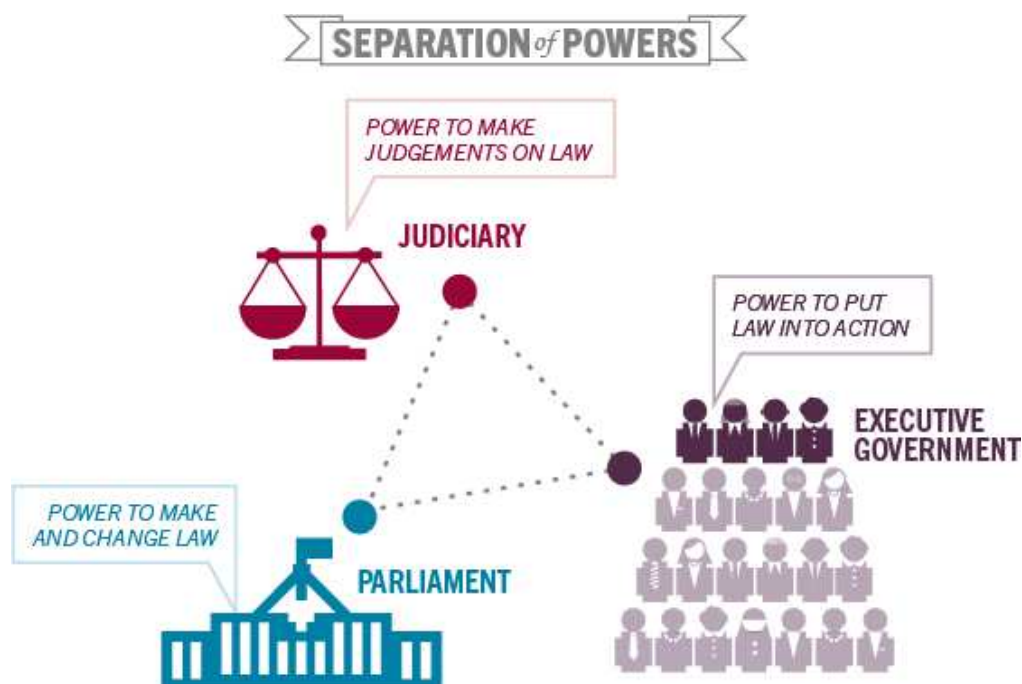 SEPARATION of POWERS
POWER TO MAKE
JUDGEMENTS ON LAW
JUDICIARY
POWER TO PUT
LAW INTO ACTION
EXECUTIVE
GOVERNMENT
POWER TO MAKE
AND CHANGE LAW
PARLIAMENT